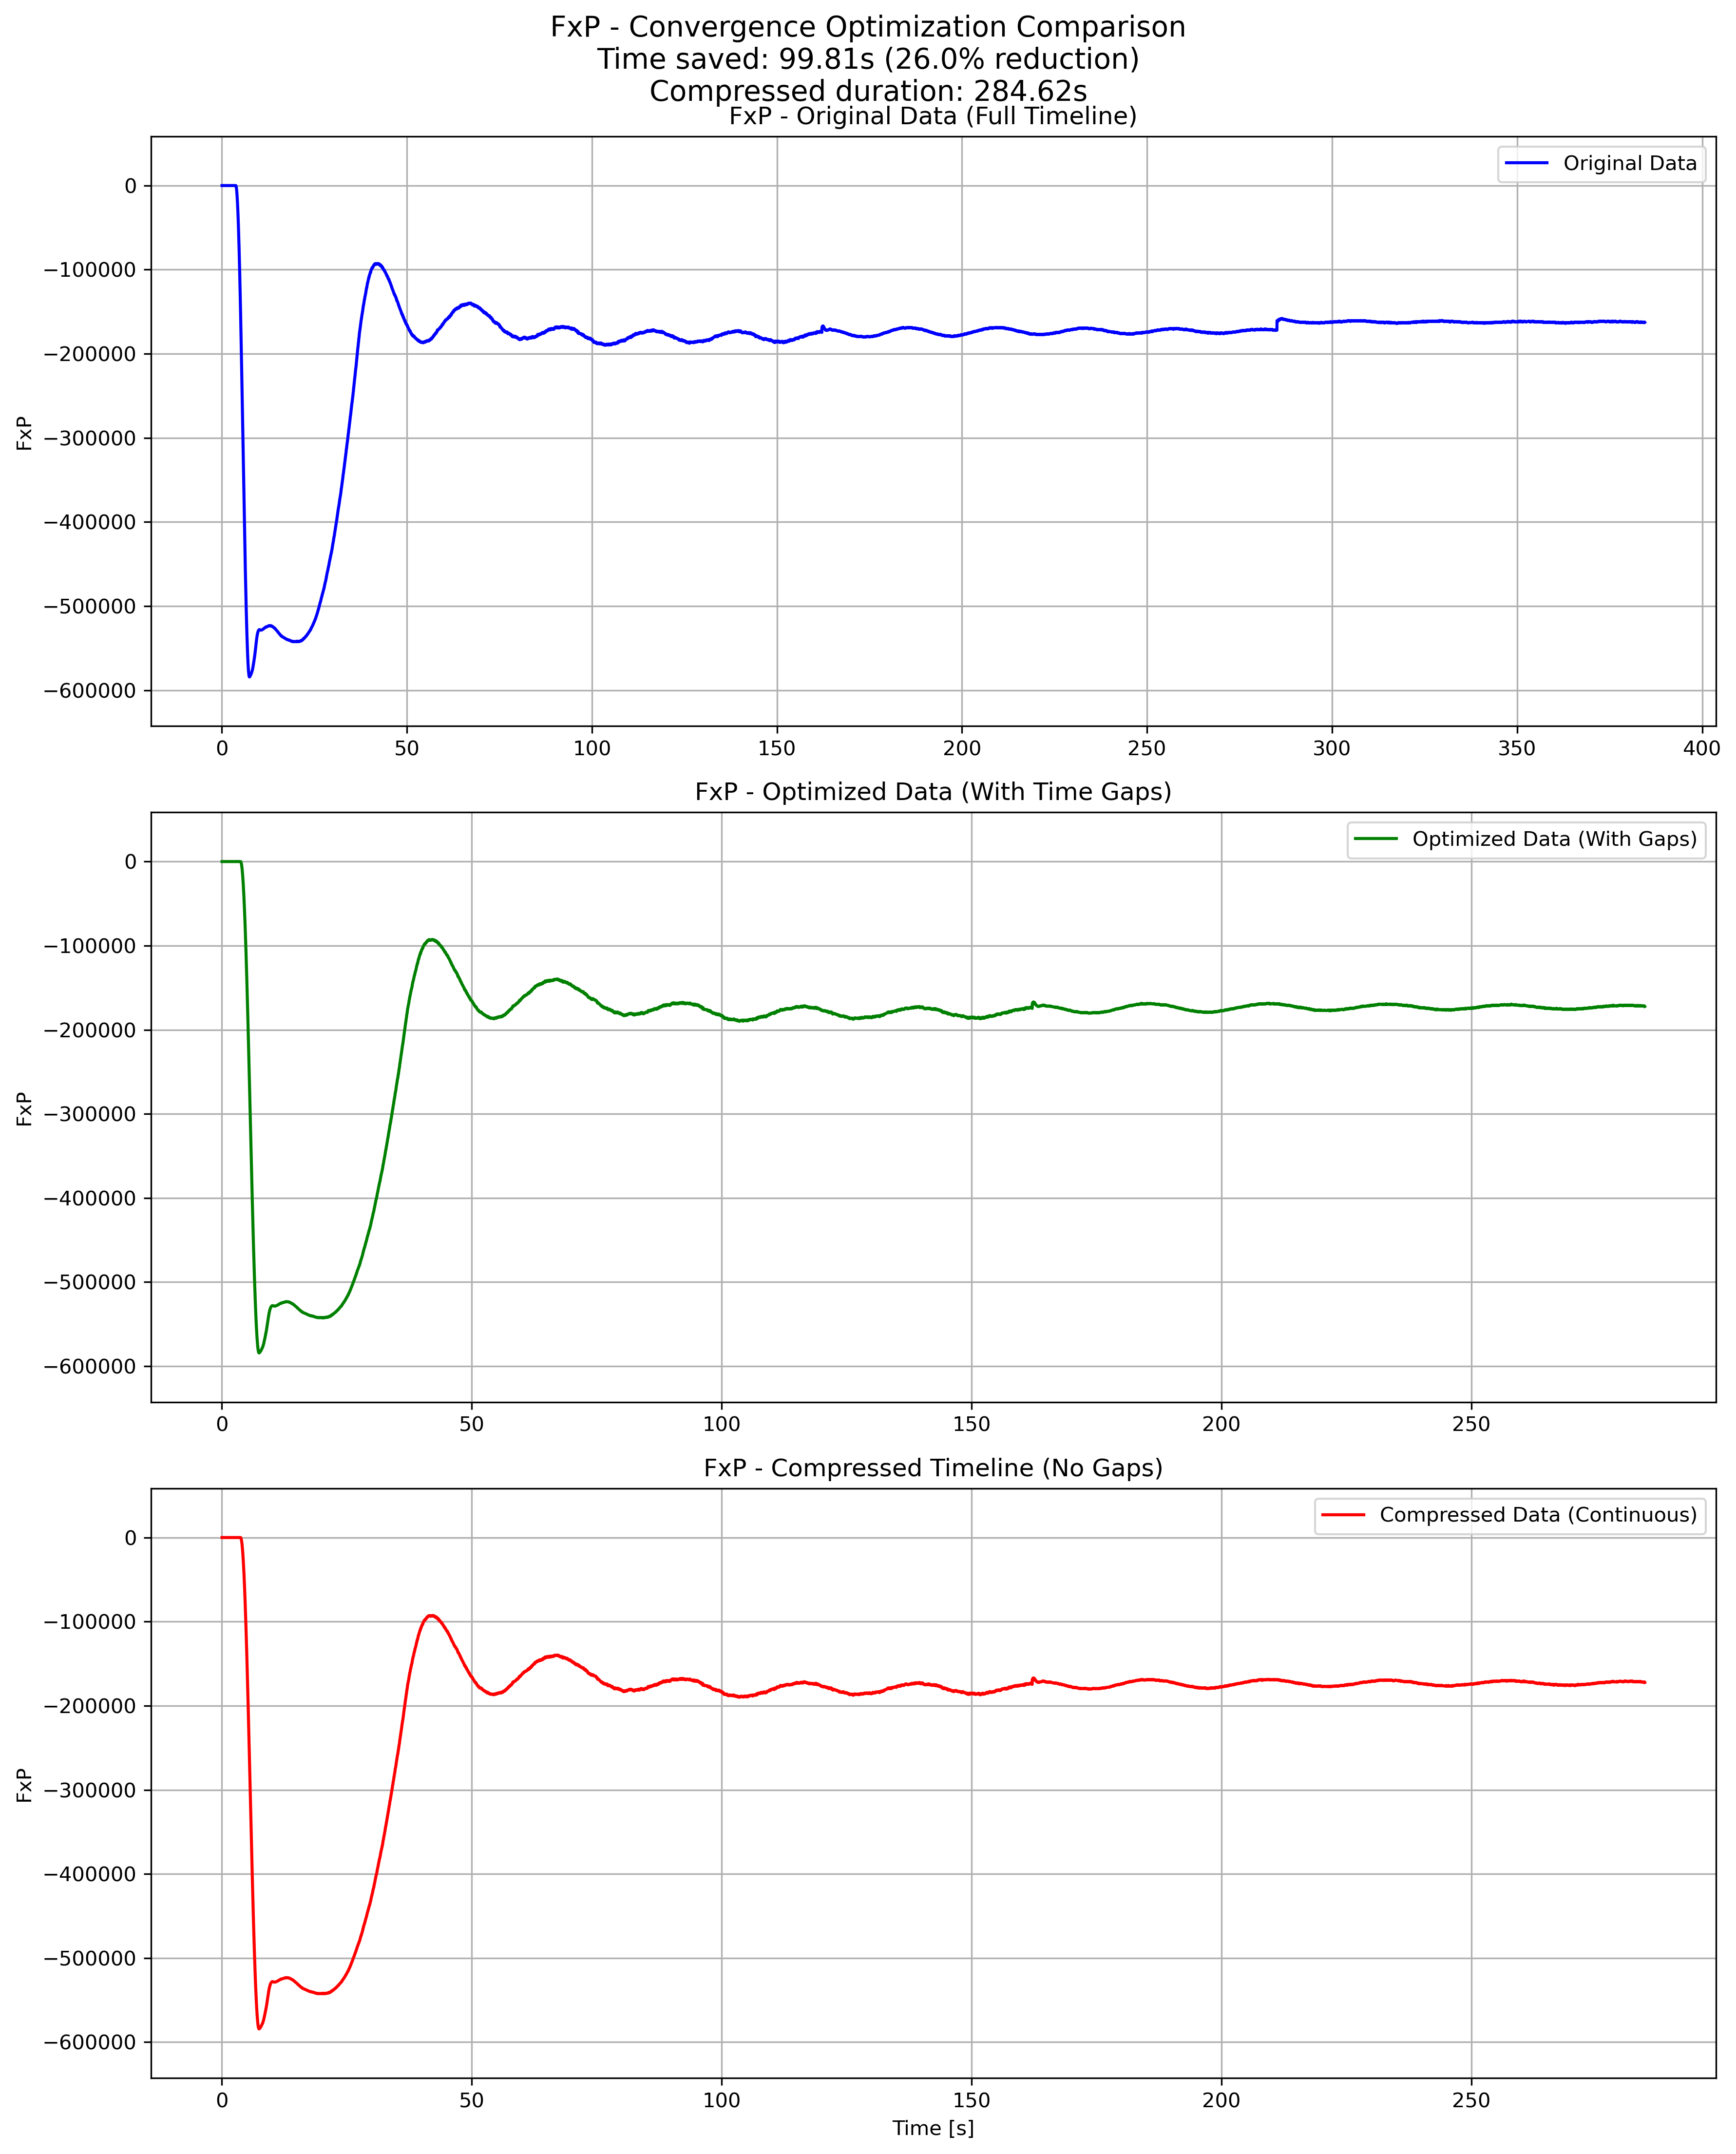 FxP - Convergence Optimization Comparison
Time saved: 99.81s (26.0% reduction)
Compressed duration: 284.62s
FxP - Original Data (Full Timeline)
Original Data
0
−100000
−200000
−300000
−400000
−500000
−600000
FxP
0 50 100 150 200 250 300 350 400
FxP - Optimized Data (With Time Gaps)
Optimized Data (With Gaps)
0
−100000
−200000
−300000
−400000
−500000
−600000
FxP
0 50 100 150 200 250
FxP - Compressed Timeline (No Gaps)
Compressed Data (Continuous)
0
−100000
−200000
−300000
−400000
−500000
−600000
FxP
0 50 100 150 200 250
Time [s]